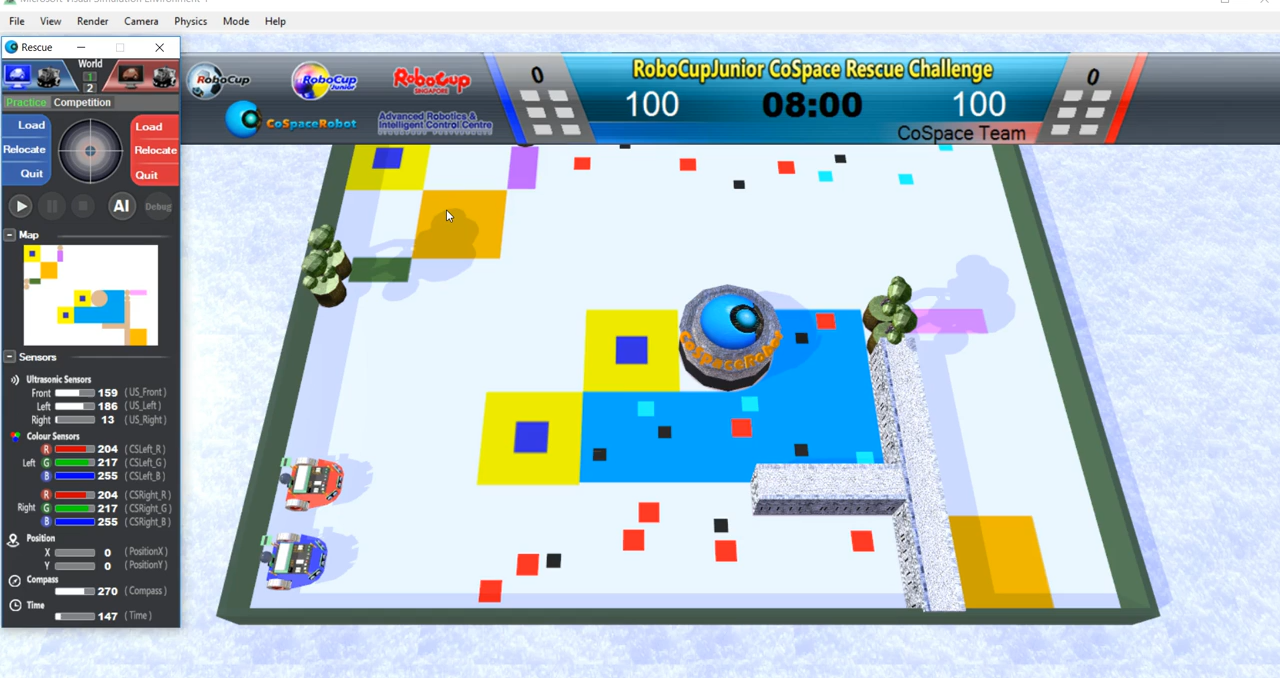 Microsoft Visual Simulation Environment 4
File View Render Camera Physics Mode Help
Rescue
World
1
2
Practice Competition
Load Load
Relocate Relocate
Quit Quit
AI Debug
Map
Sensors
Ultrasonic Sensors
Front 159 (US_Front)
Left 186 (US_Left)
Right 13 (US_Right)
Colour Sensors
R 204 (CSLeft_R)
Left G 217 (CSLeft_G)
B 255 (CSLeft_B)
R 204 (CSRight_R)
Right G 217 (CSRight_G)
B 255 (CSRight_B)
Position
X 0 (PositionX)
Y 0 (PositionY)
Compass
270 (Compass)
Time
147 (Time)
RoboCup
RoboCup Junior
RoboCup SINGAPORE
CoSpaceRobot
Advanced Robotics &
Intelligent Control Centre
0
RoboCupJunior CoSpace Rescue Challenge
0
100 08:00 100
CoSpace Team
CoSpaceRobot